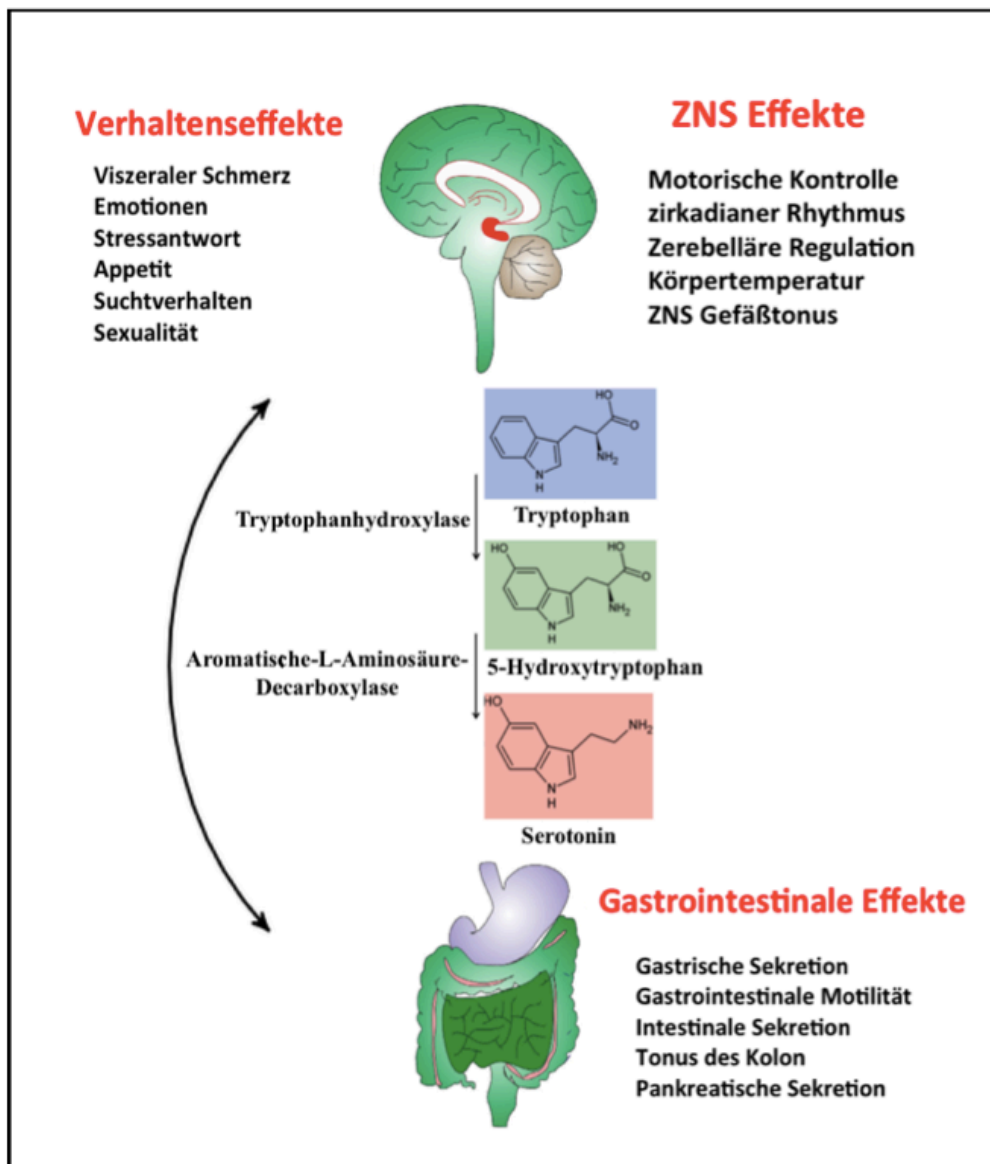 Verhaltenseffekte
Viszeraler Schmerz
Emotionen
Stressantwort
Appetit
Suchtverhalten
Sexualität
ZNS Effekte
Motorische Kontrolle
zirkadianer Rhythmus
Zerebelläre Regulation
Körpertemperatur
ZNS Gefäßtonus
HO
O
NH2
N
H
Tryptophanhydroxylase
Tryptophan
HO
HO
O
NH2
N
H
Aromatische-L-Aminosäure-
Decarboxylase
5-Hydroxytryptophan
HO
NH2
N
H
Serotonin
Gastrointestinale Effekte
Gastrische Sekretion
Gastrointestinale Motilität
Intestinale Sekretion
Tonus des Kolon
Pankreatische Sekretion